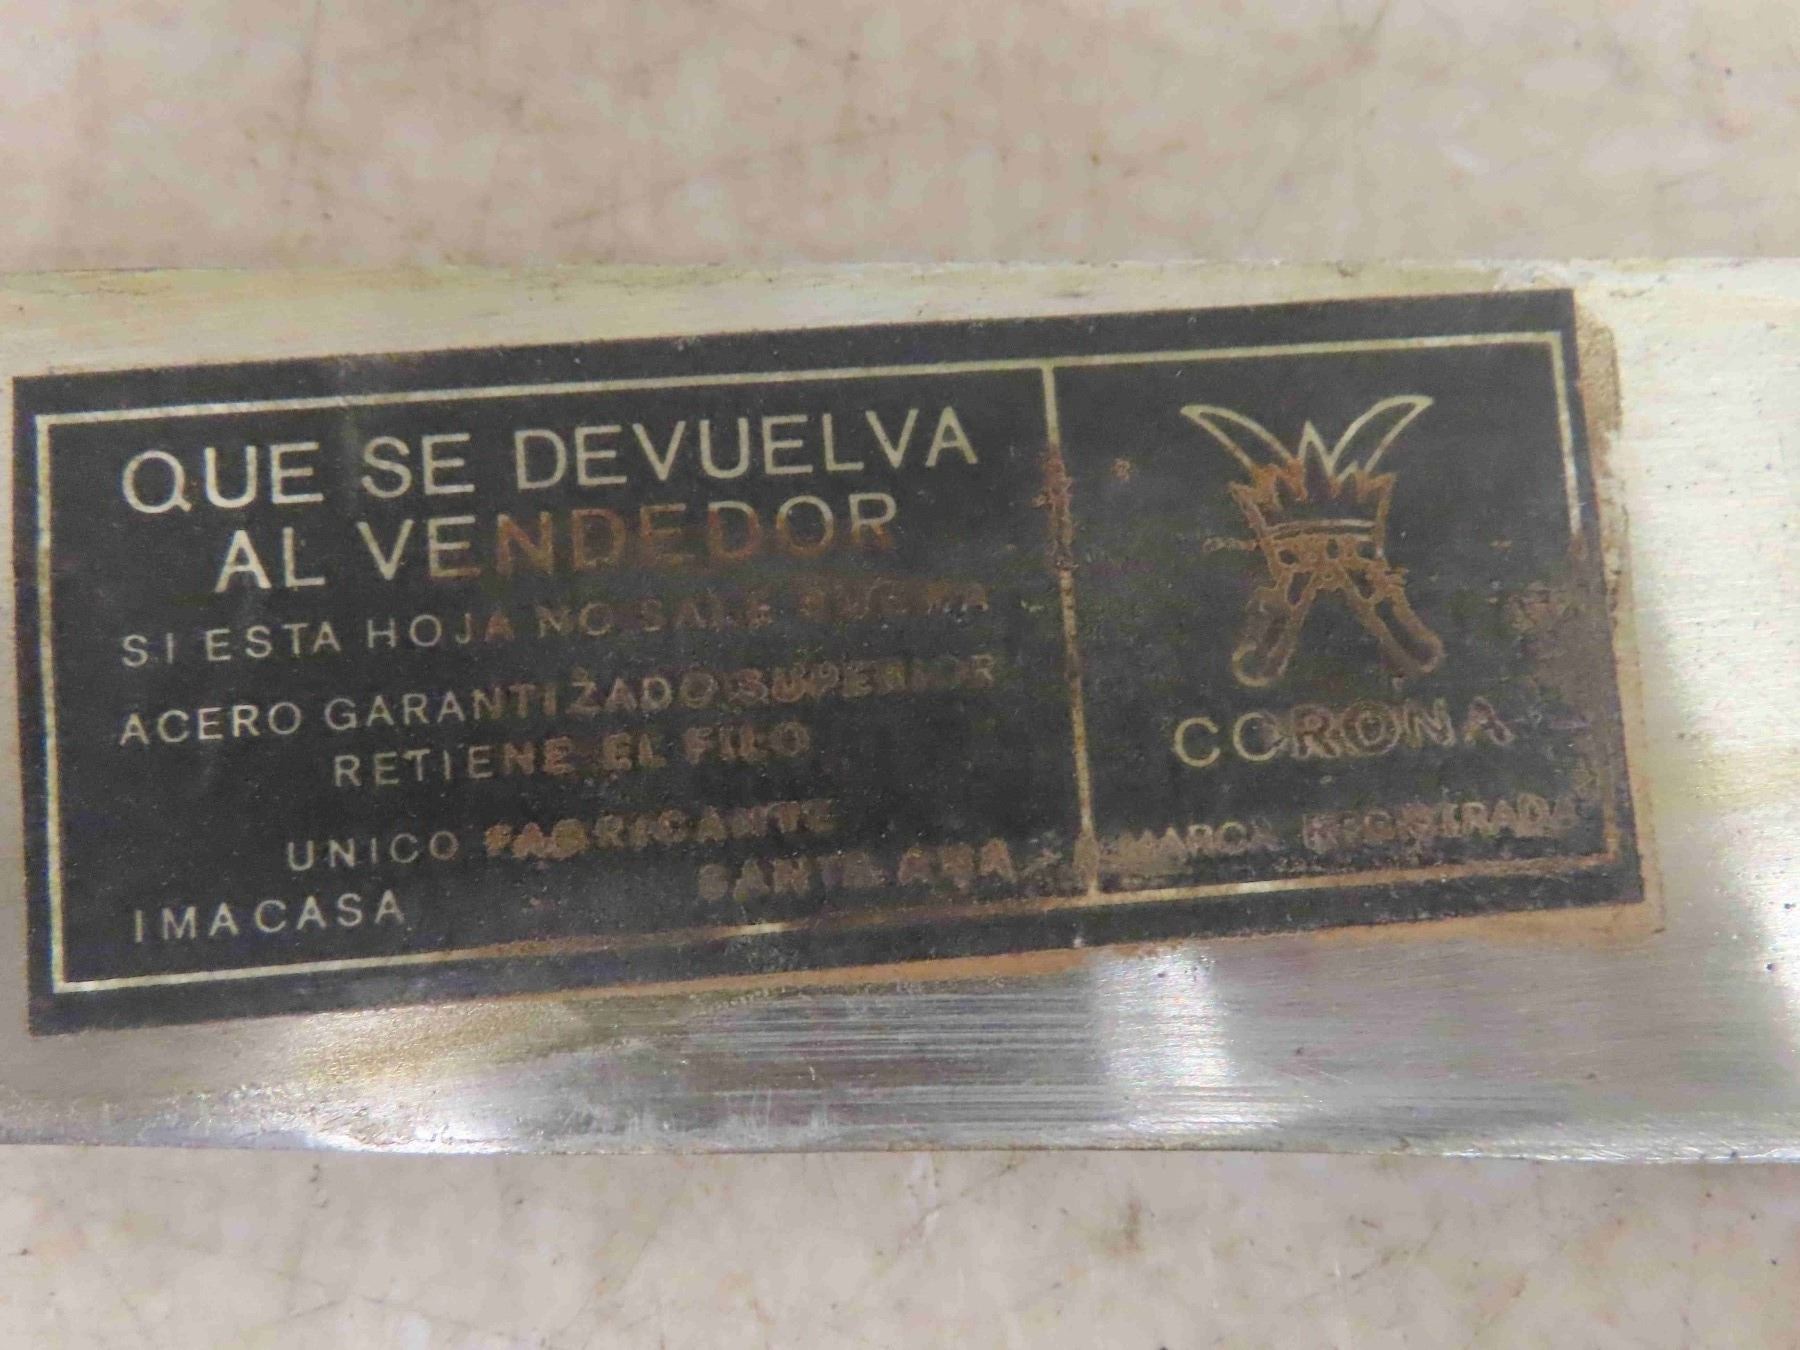 QUE SE DEVUELVA
AL VENDEDOR
SI ESTA HOJA NO SALE BUENA
ACERO GARANTIZADO SUPERIOR
RETIENE EL FILO
UNICO FABRICANTE
IMACASA SANTA ANA
CORONA
MARCA REGISTRADA